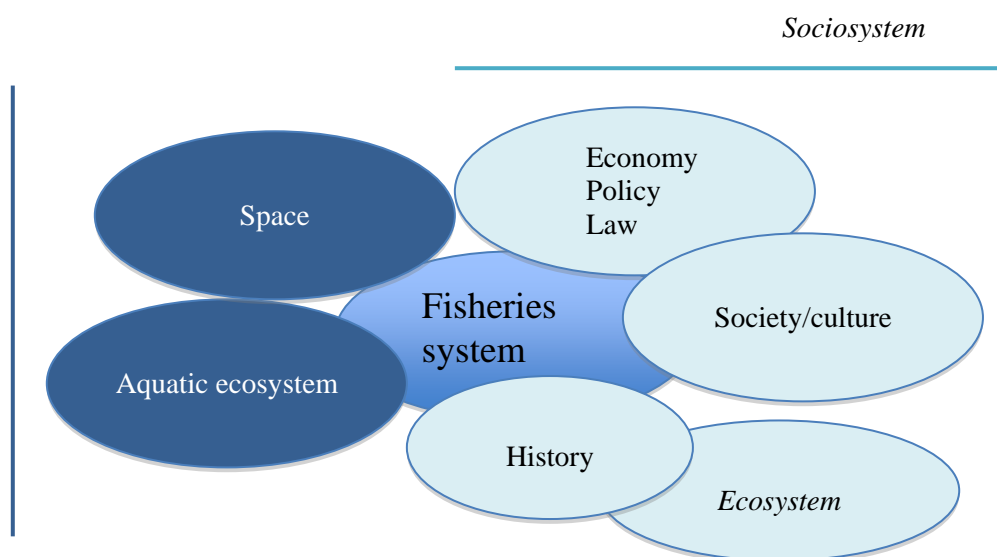 Sociosystem
Economy
Policy
Law
Space
Fisheries
system
Society/culture
Aquatic ecosystem
History
Ecosystem